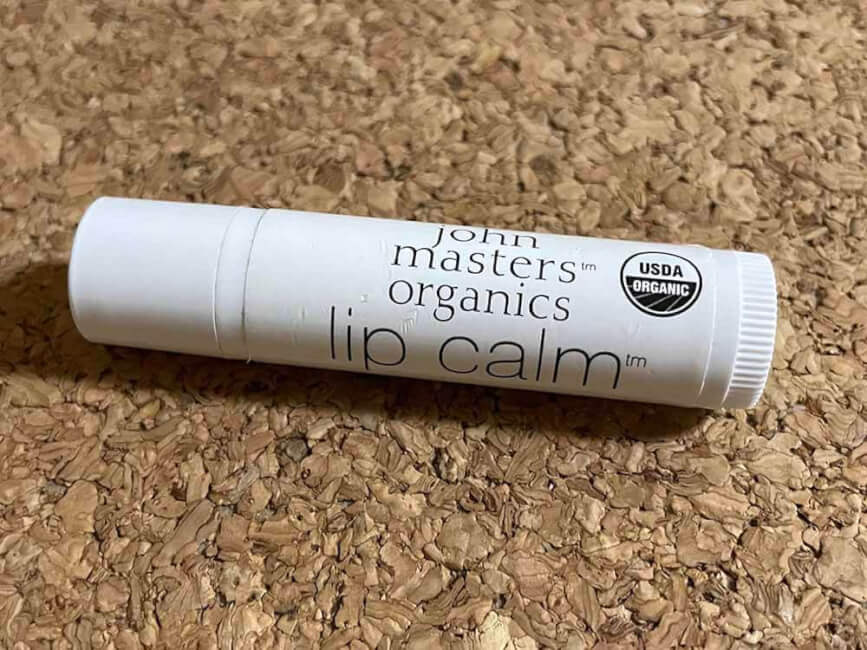 john
masters™
organics
lip calm™
USDA
ORGANIC